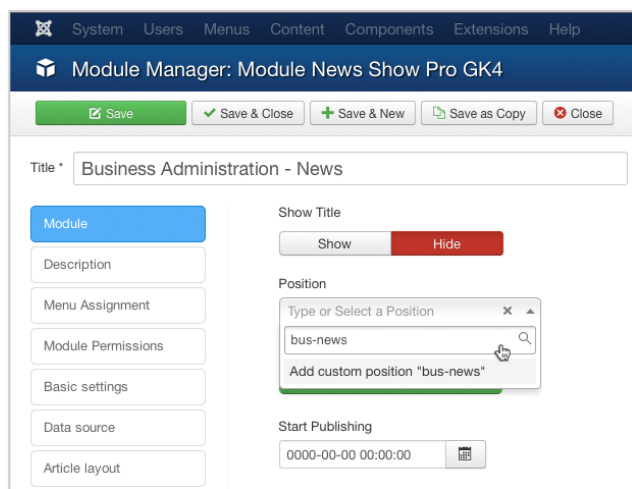 System Users Menus Content Components Extensions Help
Module Manager: Module News Show Pro GK4
Save Save & Close Save & New Save as Copy Close
Title * Business Administration - News
Module
Description
Menu Assignment
Module Permissions
Basic settings
Data source
Article layout
Show Title
Show Hide
Position
Type or Select a Position
bus-news
Add custom position "bus-news"
Start Publishing
0000-00-00 00:00:00